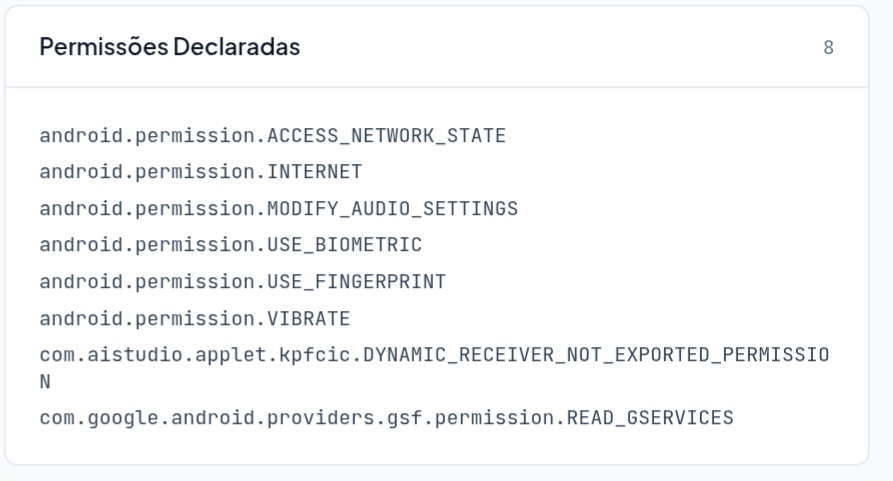 Permissões Declaradas
8
android.permission.ACCESS_NETWORK_STATE
android.permission.INTERNET
android.permission.MODIFY_AUDIO_SETTINGS
android.permission.USE_BIOMETRIC
android.permission.USE_FINGERPRINT
android.permission.VIBRATE
com.aistudio.applet.kpfcic.DYNAMIC_RECEIVER_NOT_EXPORTED_PERMISSIO
N
com.google.android.providers.gsf.permission.READ_GSERVICES